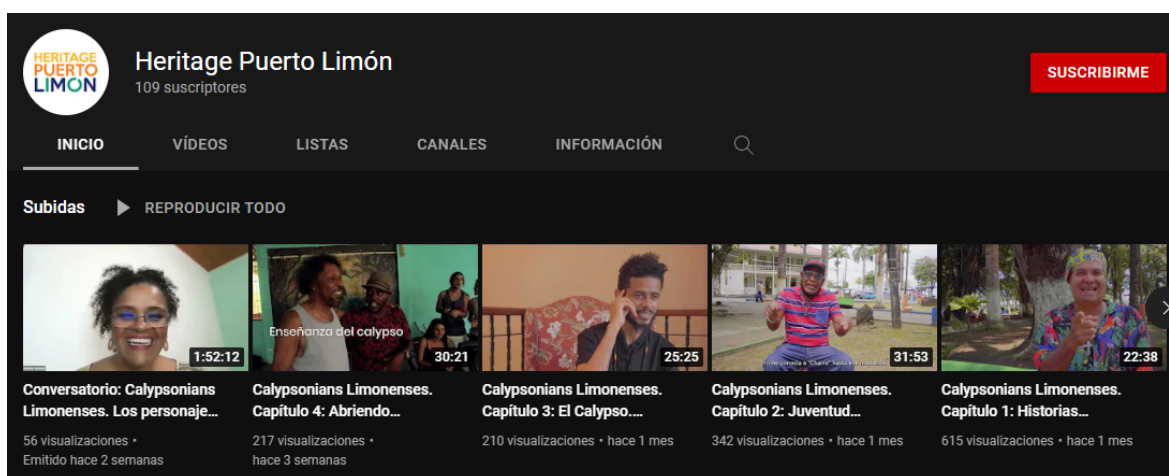 HERITAGE
PUERTO
LIMÓN
Heritage Puerto Limón
109 suscriptores
SUSCRIBIRME
INICIO
VÍDEOS
LISTAS
CANALES
INFORMACIÓN
Subidas
REPRODUCIR TODO
1:52:12
Conversatorio: Calypsonians
Limonenses. Los personaje...
56 visualizaciones •
Emitido hace 2 semanas
Enseñanza del calypso
30:21
Calypsonians Limonenses.
Capítulo 4: Abriendo...
217 visualizaciones •
hace 3 semanas
25:25
Calypsonians Limonenses.
Capítulo 3: El Calypso....
210 visualizaciones • hace 1 mes
31:53
Calypsonians Limonenses.
Capítulo 2: Juventud...
342 visualizaciones • hace 1 mes
22:38
Calypsonians Limonenses.
Capítulo 1: Historias...
615 visualizaciones • hace 1 mes